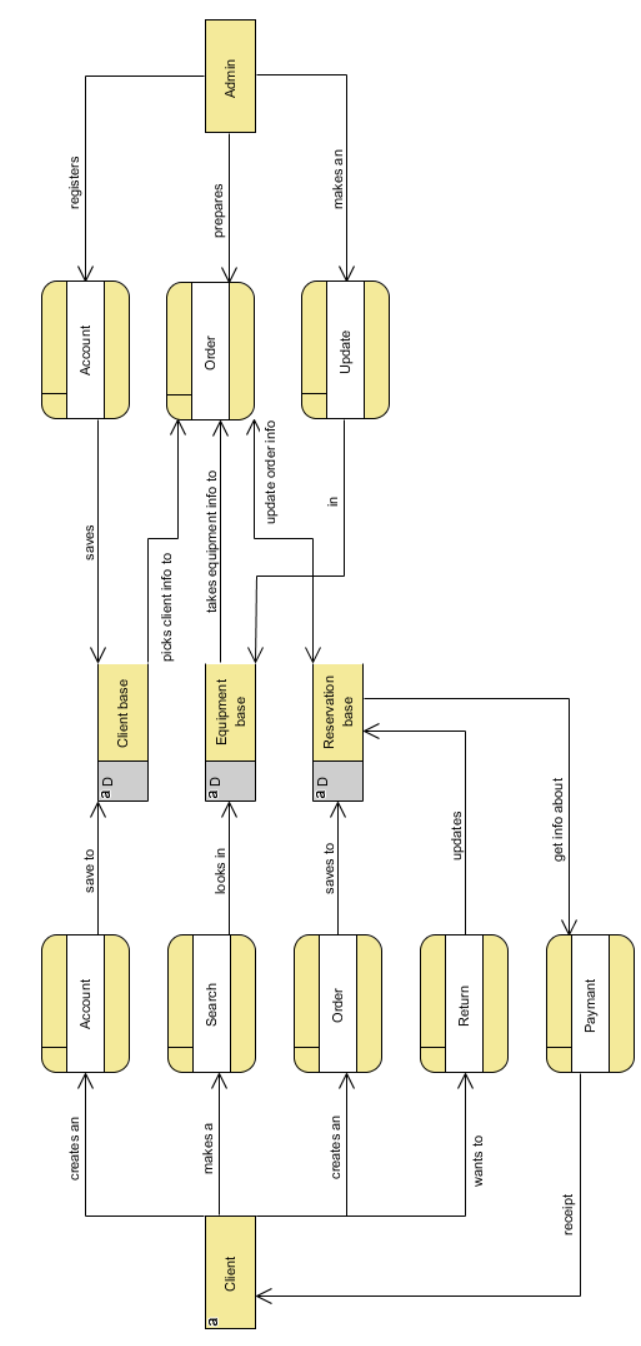 Admin
registers
prepares
makes an
Account
Order
Update
saves
picks client info to
takes equipment info to
update order info
in
a D
Client base
a D
Equipment
base
a D
Reservation
base
save to
looks in
saves to
updates
get info about
Account
Search
Order
Return
Paymant
creates an
makes a
creates an
wants to
receipt
a
Client